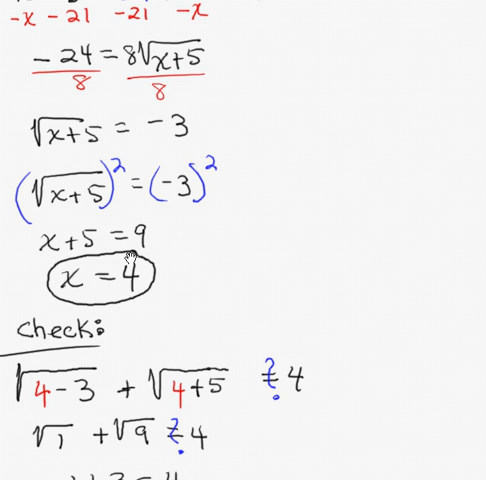 -x - 21 -21 -x
-24 = 8√(x+5)
8 8
√(x+5) = -3
(√(x+5))² = (-3)²
x+5 = 9
x = 4
Check:
√(4-3) + √(4+5) ≟ 4
√1 + √9 ≟ 4